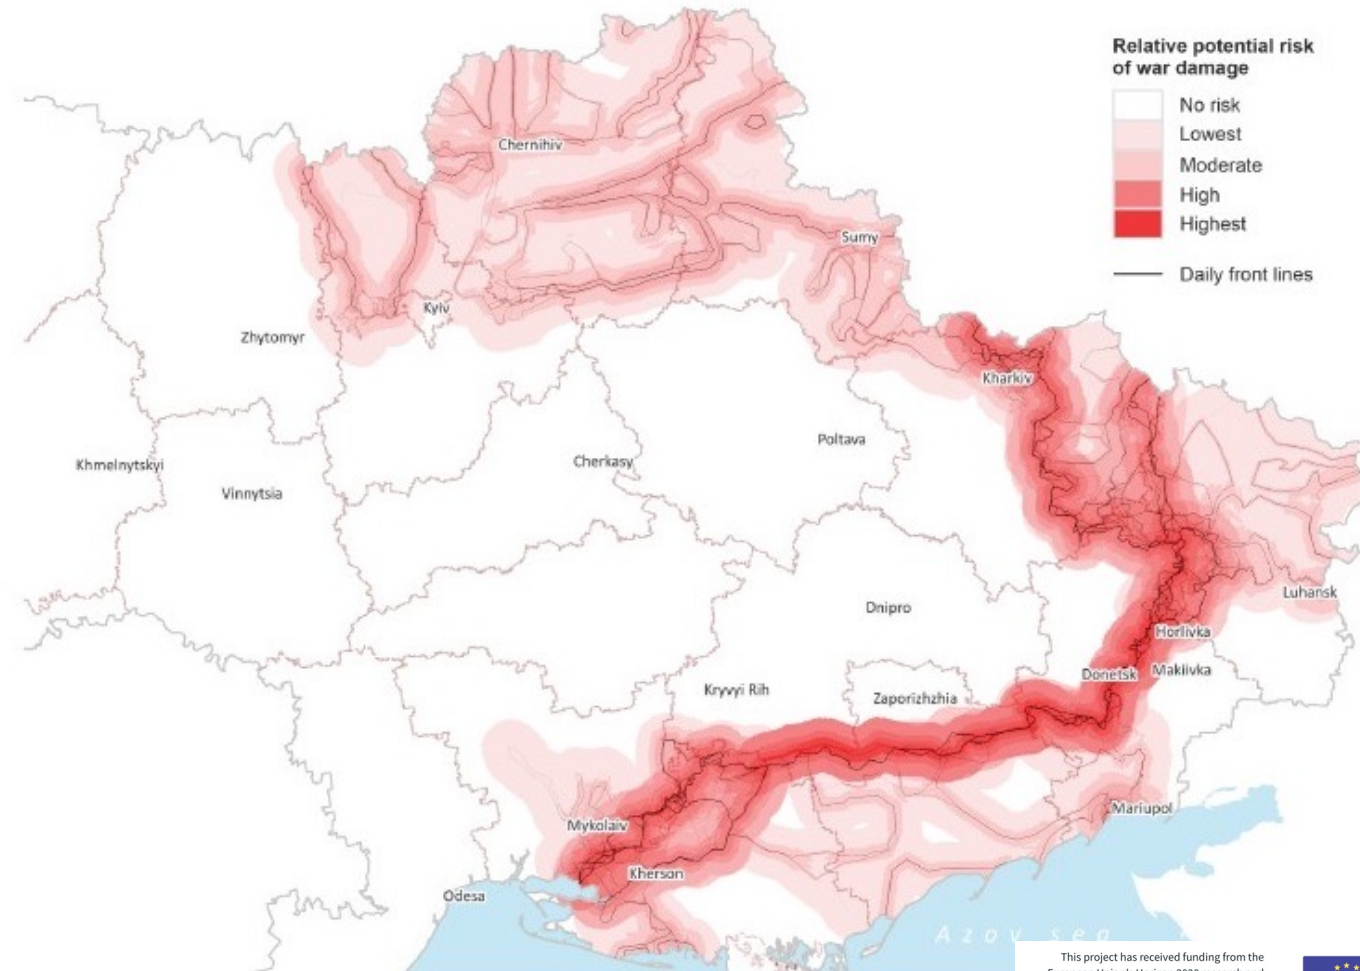 Relative potential risk
of war damage
No risk
Lowest
Moderate
High
Highest
Daily front lines
Chernihiv
Sumy
Kyiv
Zhytomyr
Kharkiv
Poltava
Khmelnytskyi
Cherkasy
Vinnytsia
Luhansk
Dnipro
Horlivka
Donetsk
Makiivka
Kryvyi Rih
Zaporizhzhia
Mariupol
Mykolaiv
Kherson
Odesa
Azov sea
This project has received funding from the